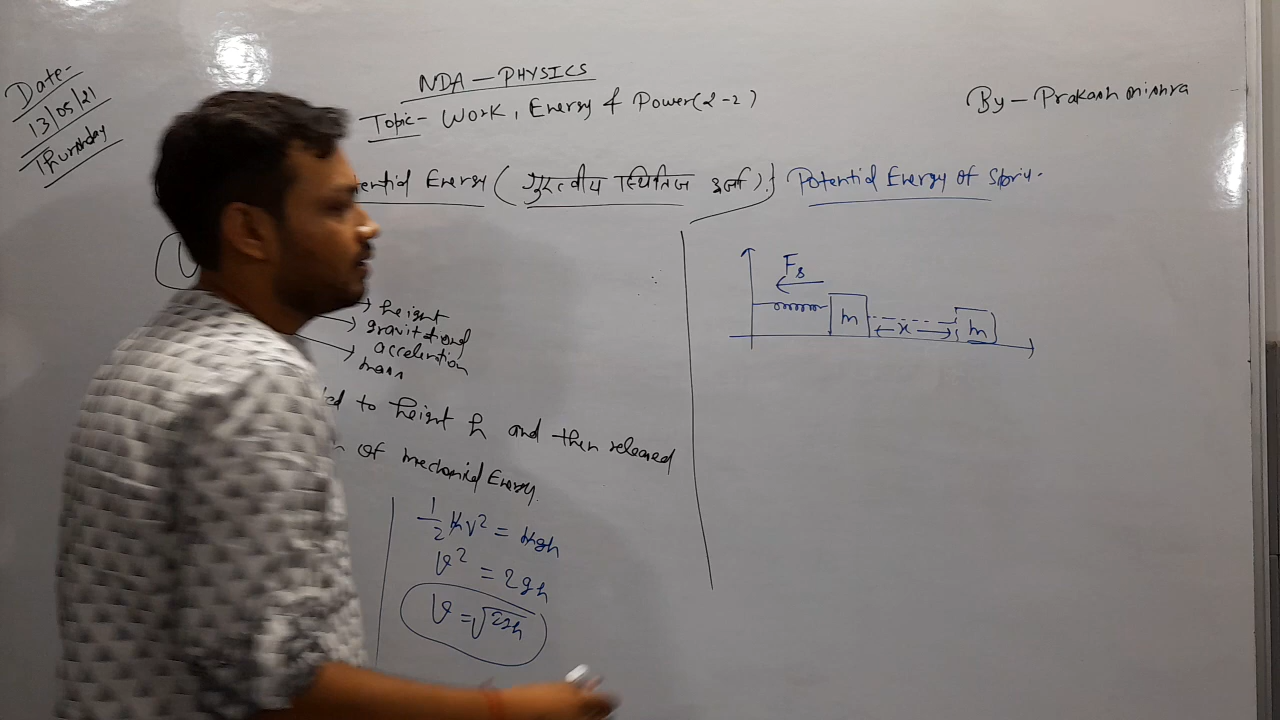 Date-
13/05/21
Thursday
NDA - PHYSICS
Topic- Work, Energy & Power (2-2)
By - Prakash mishra
ential Energy ( गुरुत्वीय स्थितिज ऊर्जा ).
Potential Energy of
U
height
gravitational
acceleration
mass
ed to height h and then released
n of mechanical Energy.
1/2 mv² = mgh
v² = 2gh
v = √2gh
Fs
m
x
m